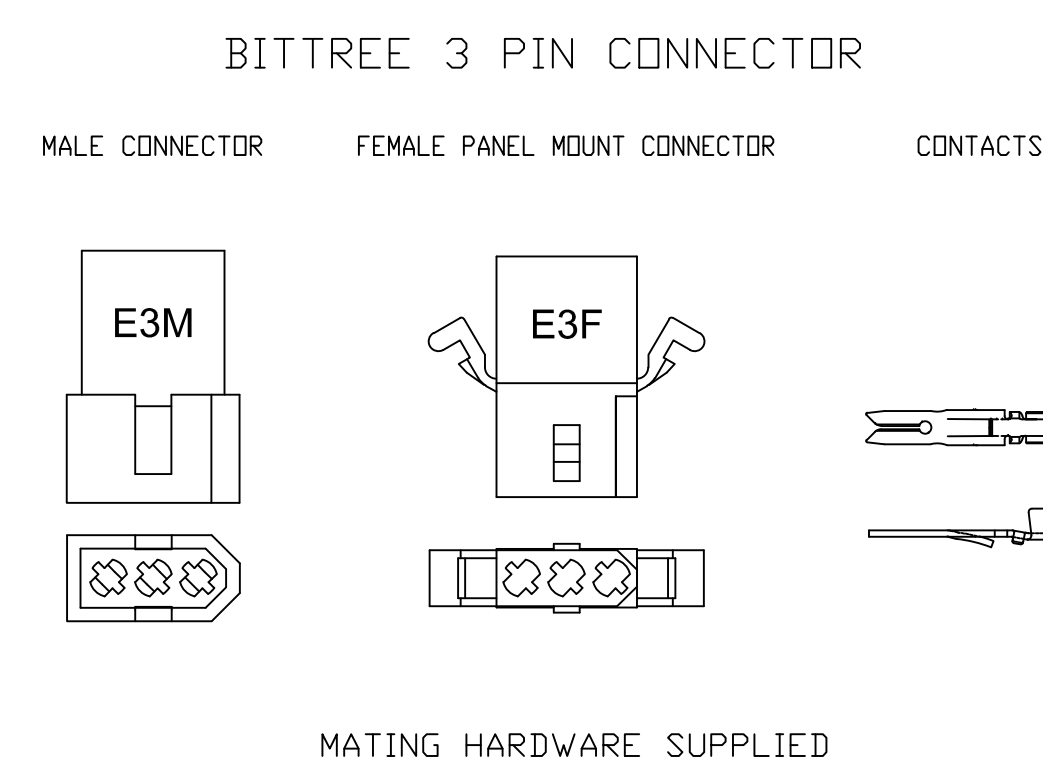 BITTREE 3 PIN CONNECTOR
MALE CONNECTOR
FEMALE PANEL MOUNT CONNECTOR
CONTACTS
E3M
E3F
MATING HARDWARE SUPPLIED